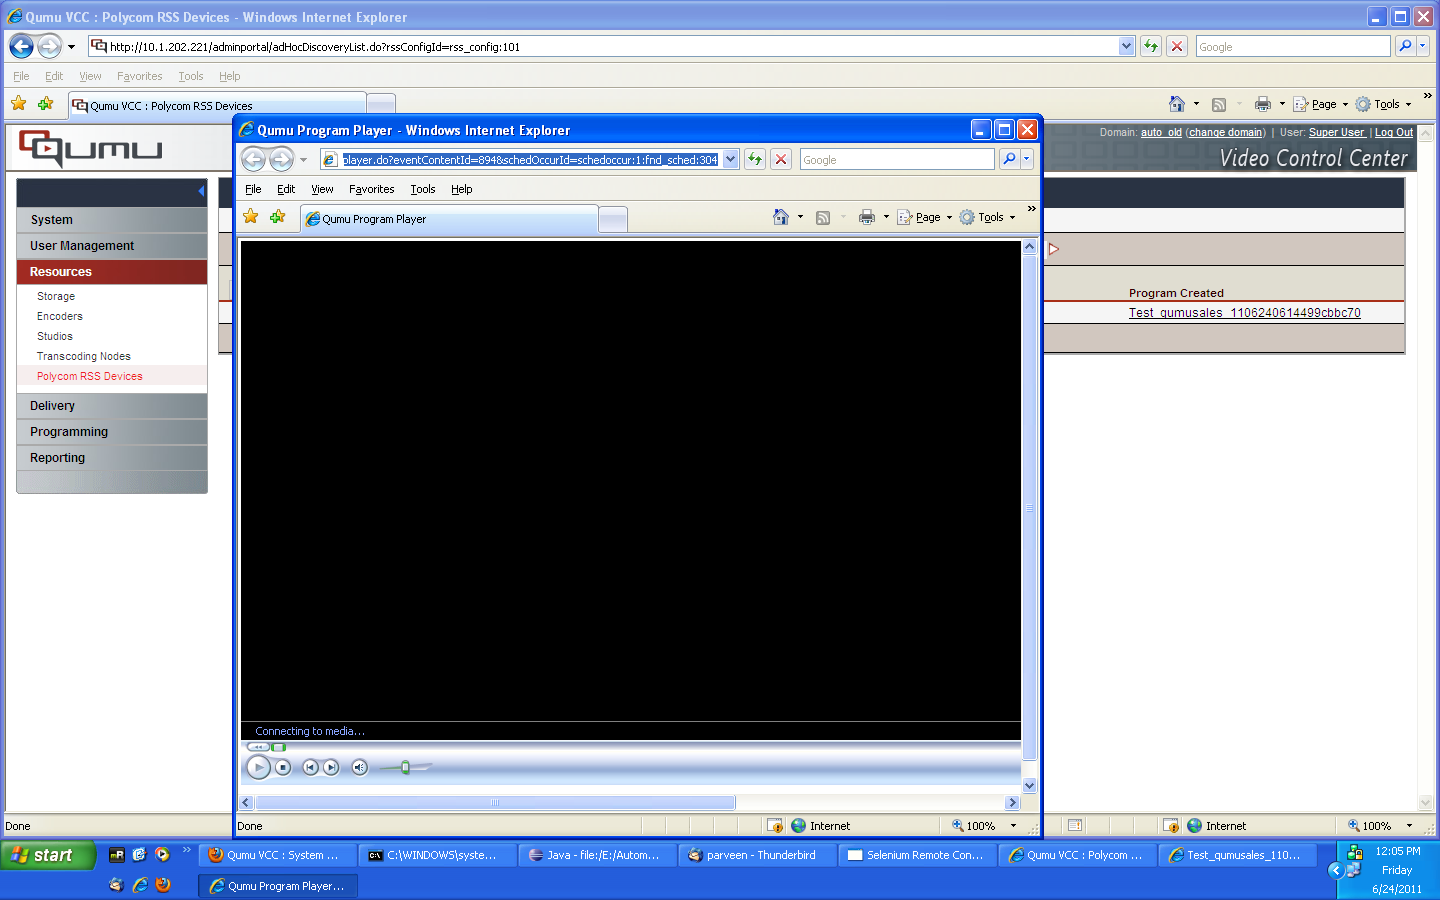 Qumu VCC : Polycom RSS Devices - Windows Internet Explorer
http://10.1.202.221/adminportal/adHocDiscoveryList.do?rssConfigId=rss_config:101
Google
File Edit View Favorites Tools Help
Qumu VCC : Polycom RSS Devices
Page Tools
QUMU
Domain: auto_old (change domain) | User: Super User | Log Out
Video Control Center
System
User Management
Resources
Storage
Encoders
Studios
Transcoding Nodes
Polycom RSS Devices
Delivery
Programming
Reporting
Program Created
Test_qumusales_1106240614499cbbc70
Qumu Program Player - Windows Internet Explorer
player.do?eventContentId=894&schedOccurId=schedoccur:1:fnd_sched:304
Google
File Edit View Favorites Tools Help
Qumu Program Player
Page Tools
Connecting to media...
Done
Internet
100%
Done
Internet
100%
start
Qumu VCC : System ...
C:\WINDOWS\syste...
Java - file:/E:/Autom...
parveen - Thunderbird
Selenium Remote Con...
Qumu VCC : Polycom ...
Test_qumusales_110...
Qumu Program Player...
12:05 PM
Friday
6/24/2011